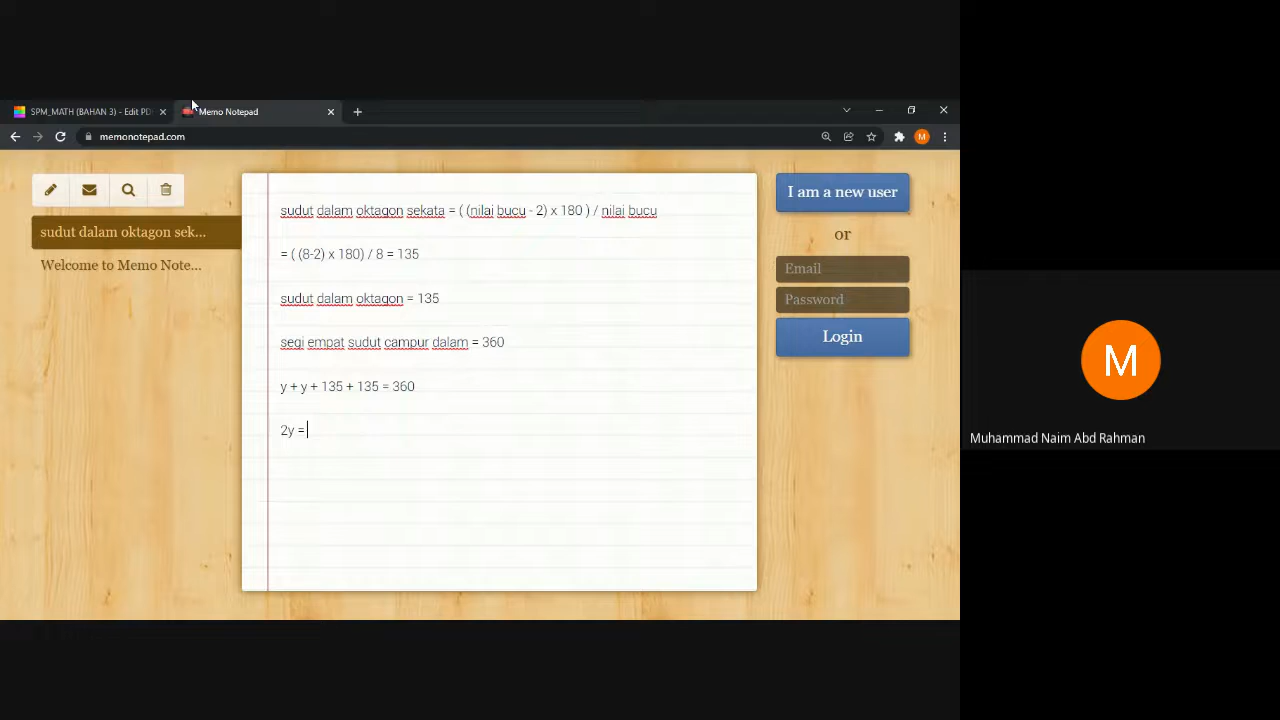 SPM_MATH (BAHAN 3) - Edit PD
Memo Notepad
memonotepad.com
M
sudut dalam oktagon sek...
Welcome to Memo Note...
sudut dalam oktagon sekata = ( (nilai bucu - 2) x 180 ) / nilai bucu
= ( (8-2) x 180) / 8 = 135
sudut dalam oktagon = 135
segi empat sudut campur dalam = 360
y + y + 135 + 135 = 360
2y =
I am a new user
or
Email
Password
Login
M
Muhammad Naim Abd Rahman